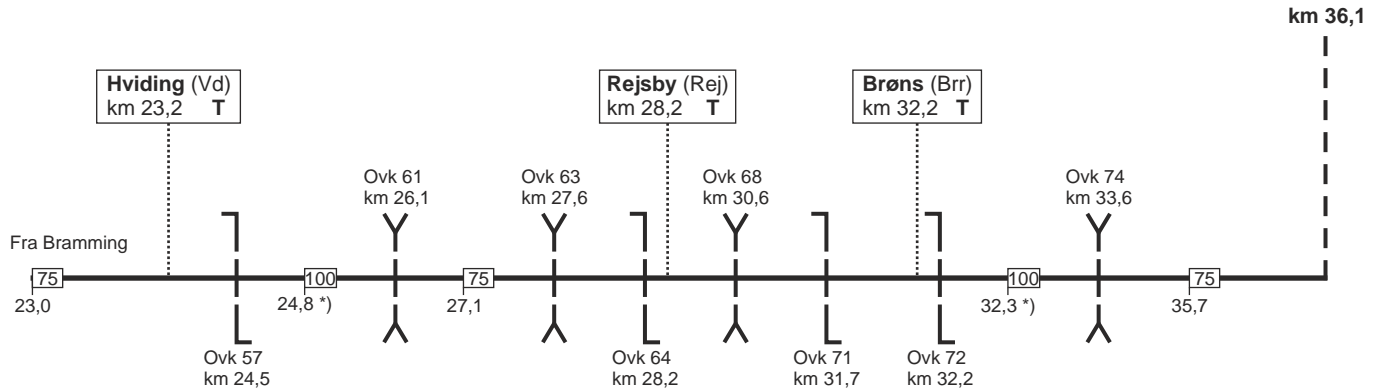 km 36,1
Hviding (Vd)
km 23,2 T
Rejsby (Rej)
km 28,2 T
Brøns (Brr)
km 32,2 T
Ovk 61
km 26,1
Ovk 63
km 27,6
Ovk 68
km 30,6
Ovk 74
km 33,6
Fra Bramming
75
100
75
100
75
23,0
24,8 *)
27,1
32,3 *)
35,7
Ovk 57
km 24,5
Ovk 64
km 28,2
Ovk 71
km 31,7
Ovk 72
km 32,2